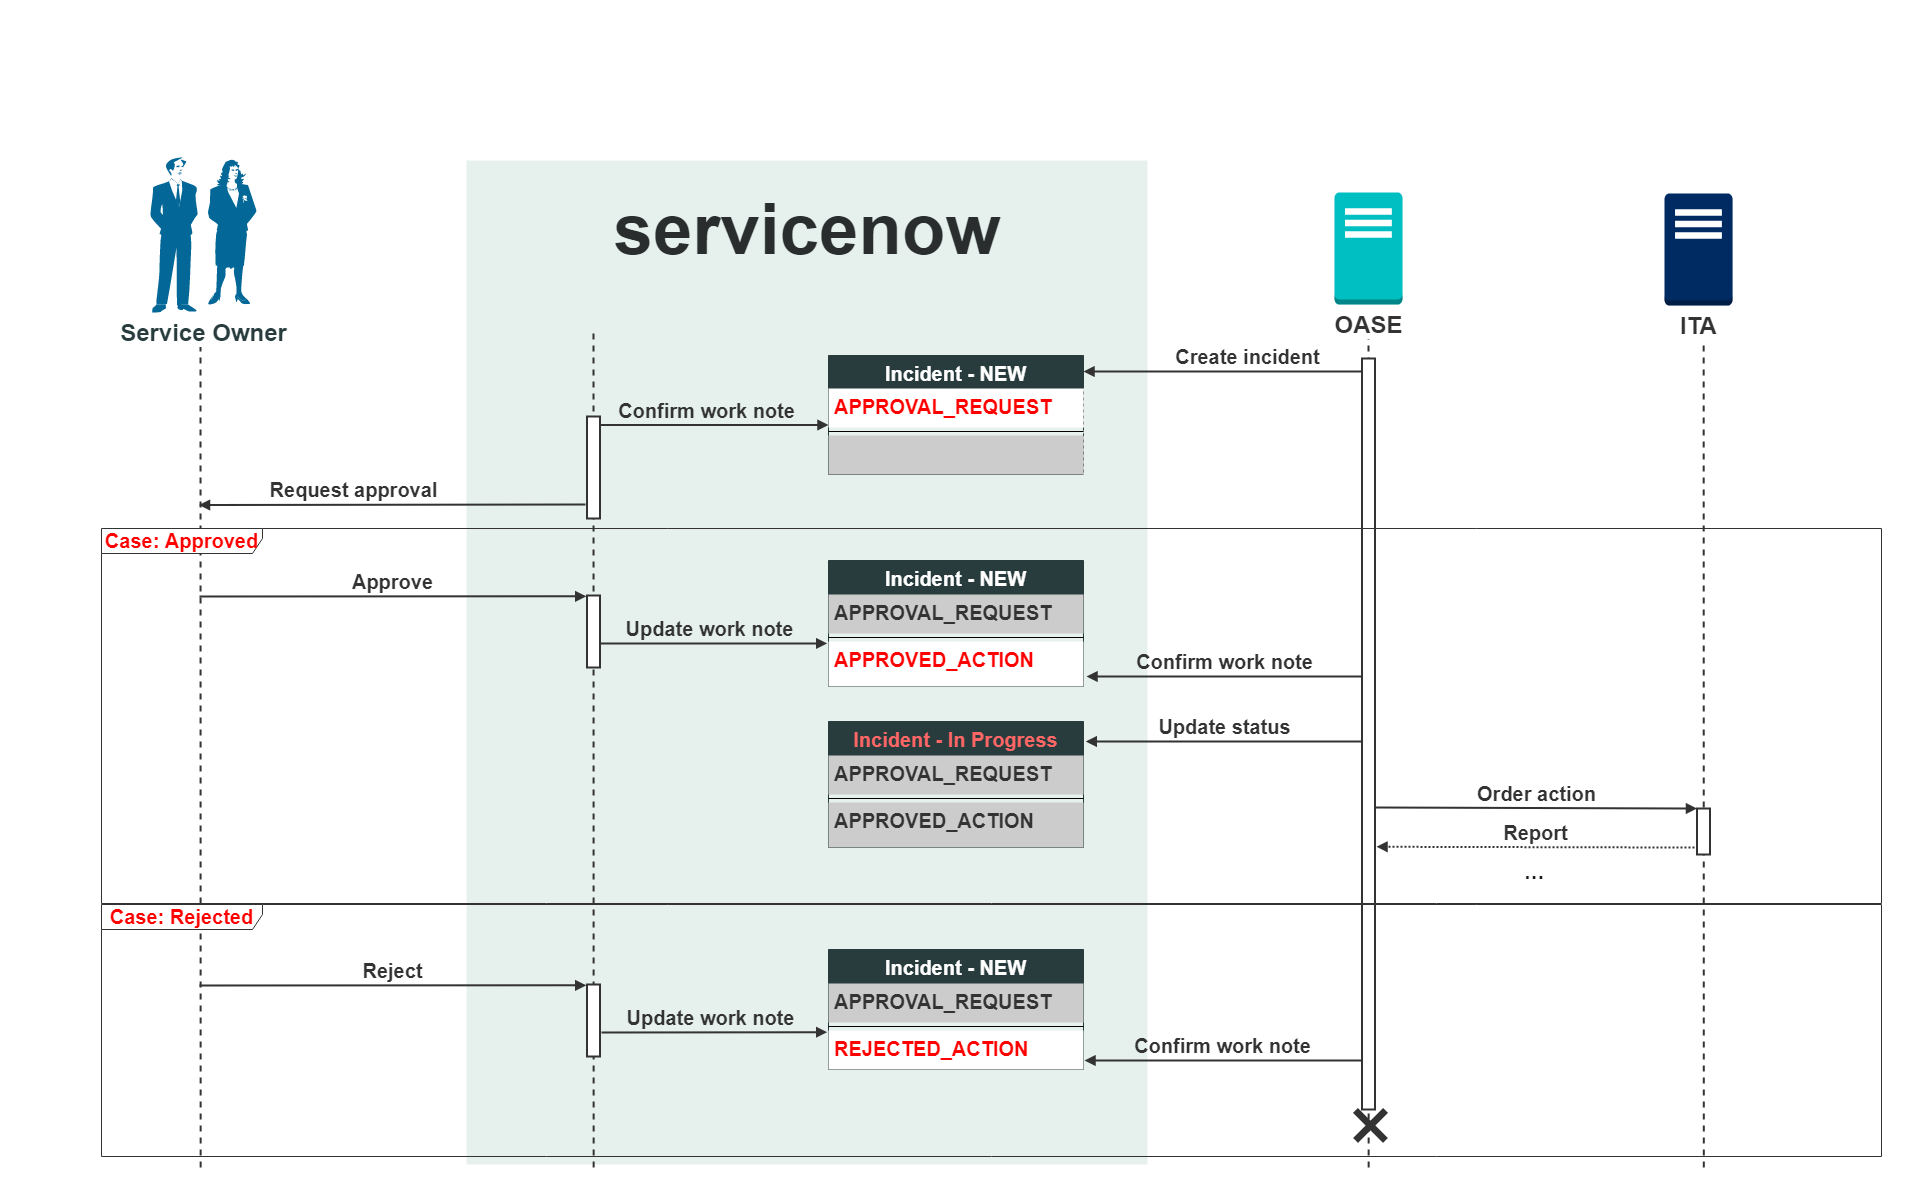 servicenow
Service Owner
OASE
ITA
Create incident
Incident - NEW
Confirm work note
APPROVAL_REQUEST
Request approval
Case: Approved
Approve
Incident - NEW
APPROVAL_REQUEST
Update work note
APPROVED_ACTION
Confirm work note
Update status
Incident - In Progress
APPROVAL_REQUEST
Order action
APPROVED_ACTION
Report
...
Case: Rejected
Reject
Incident - NEW
APPROVAL_REQUEST
Update work note
REJECTED_ACTION
Confirm work note